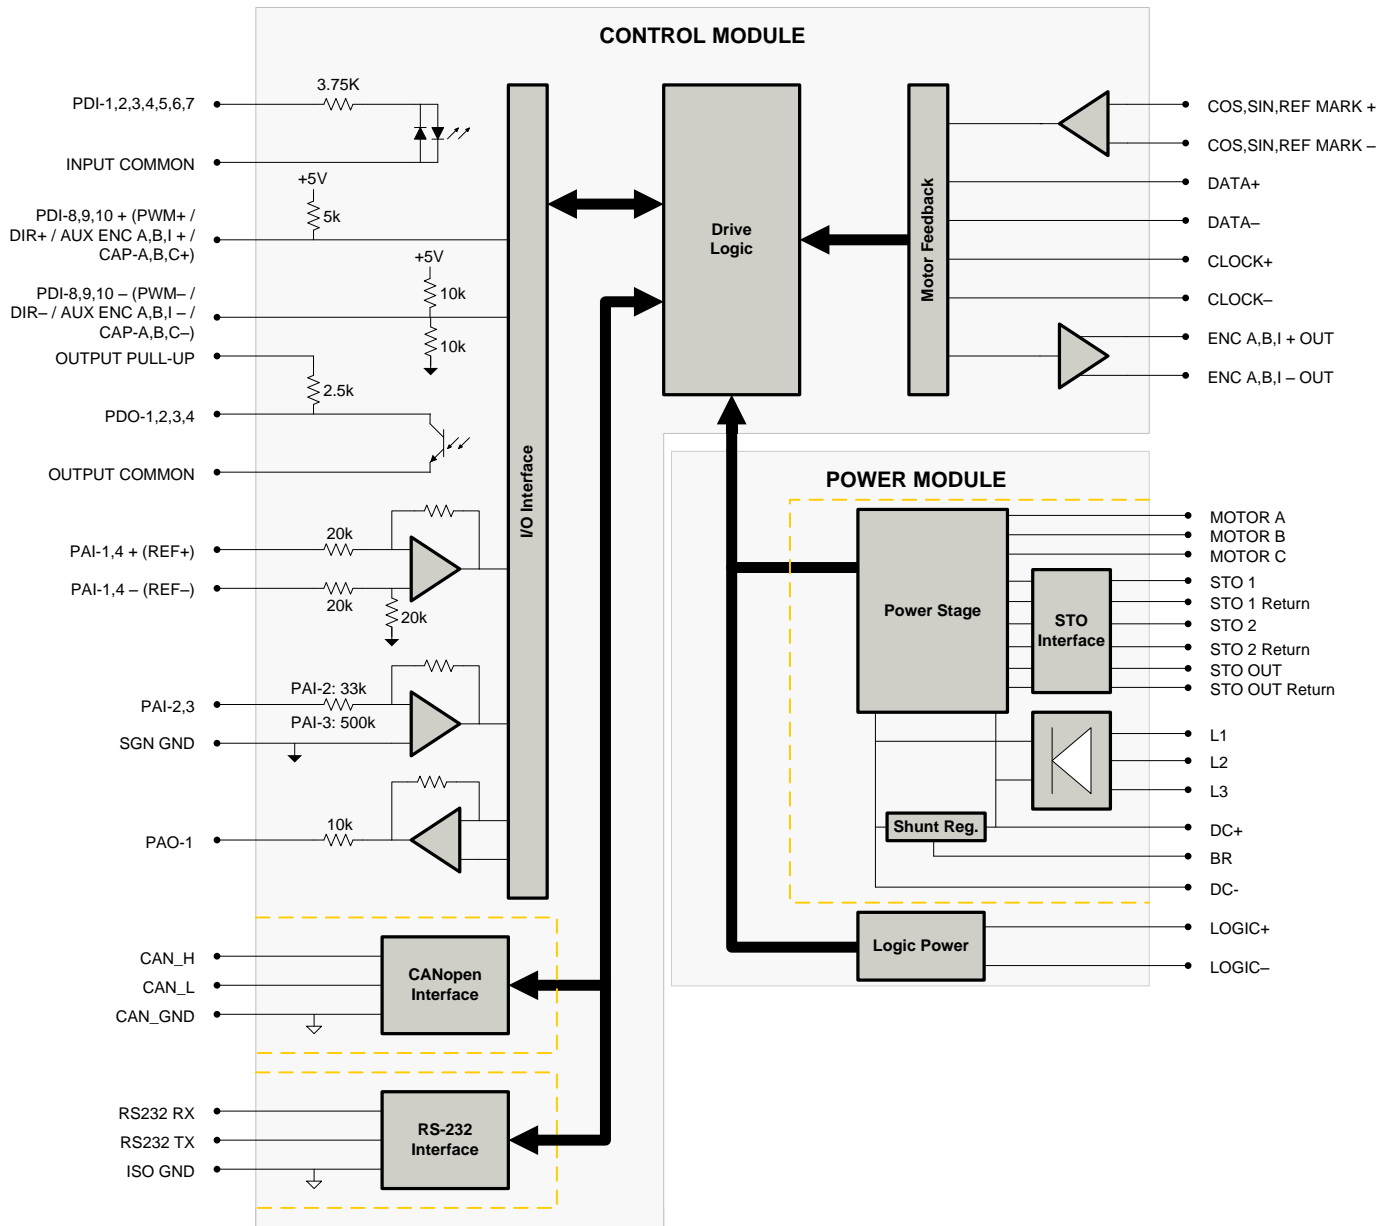 CONTROL MODULE
PDI-1,2,3,4,5,6,7
3.75K
INPUT COMMON
+5V
5k
PDI-8,9,10 + (PWM+ /
DIR+ / AUX ENC A,B,I + /
CAP-A,B,C+)
+5V
10k
PDI-8,9,10 – (PWM– /
DIR– / AUX ENC A,B,I – /
CAP-A,B,C–)
10k
OUTPUT PULL-UP
2.5k
PDO-1,2,3,4
OUTPUT COMMON
PAI-1,4 + (REF+)
20k
PAI-1,4 – (REF–)
20k
20k
PAI-2: 33k
PAI-2,3
PAI-3: 500k
SGN GND
PAO-1
10k
I/O Interface
CAN_H
CAN_L
CAN_GND
CANopen
Interface
RS232 RX
RS232 TX
ISO GND
RS-232
Interface
Drive
Logic
Motor Feedback
COS,SIN,REF MARK +
COS,SIN,REF MARK –
DATA+
DATA–
CLOCK+
CLOCK–
ENC A,B,I + OUT
ENC A,B,I – OUT
POWER MODULE
Power Stage
MOTOR A
MOTOR B
MOTOR C
STO
Interface
STO 1
STO 1 Return
STO 2
STO 2 Return
STO OUT
STO OUT Return
L1
L2
L3
Shunt Reg.
DC+
BR
DC-
Logic Power
LOGIC+
LOGIC–